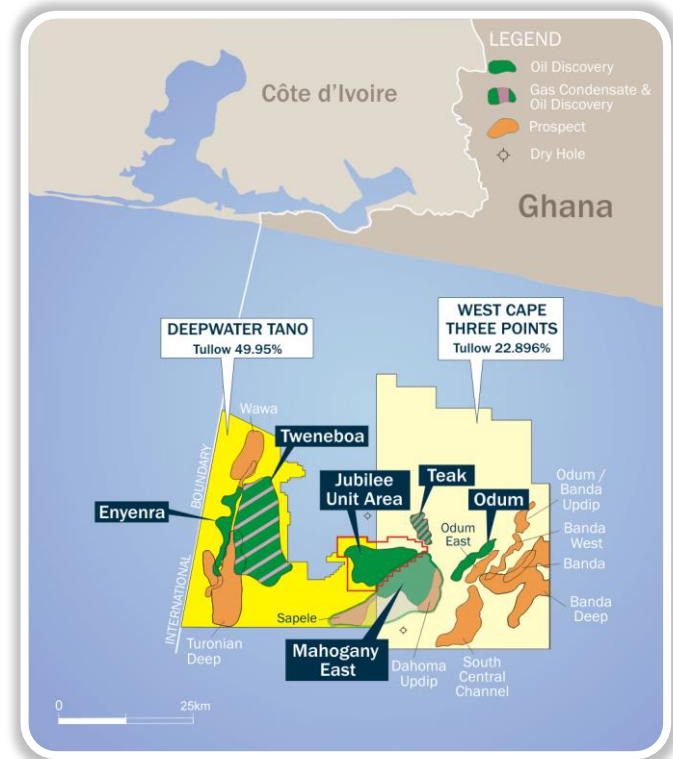 LEGEND
Oil Discovery
Gas Condensate &
Oil Discovery
Prospect
Dry Hole
Côte d'Ivoire
Ghana
DEEPWATER TANO
Tullow 49.95%
WEST CAPE
THREE POINTS
Tullow 22.896%
Wawa
Tweneboa
Enyenra
INTERNATIONAL
BOUNDARY
Jubilee
Unit Area
Teak
Odum
Odum
East
Odum /
Banda
Updip
Banda
West
Banda
Banda
Deep
Sapele
Turonian
Deep
Mahogany
East
Dahoma
Updip
South
Central
Channel
0
25km